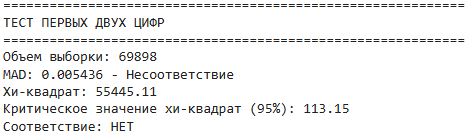 ============================================================
ТЕСТ ПЕРВЫХ ДВУХ ЦИФР
============================================================
Объем выборки: 69898
MAD: 0.005436 - Несоответствие
Хи-квадрат: 55445.11
Критическое значение хи-квадрат (95%): 113.15
Соответствие: НЕТ